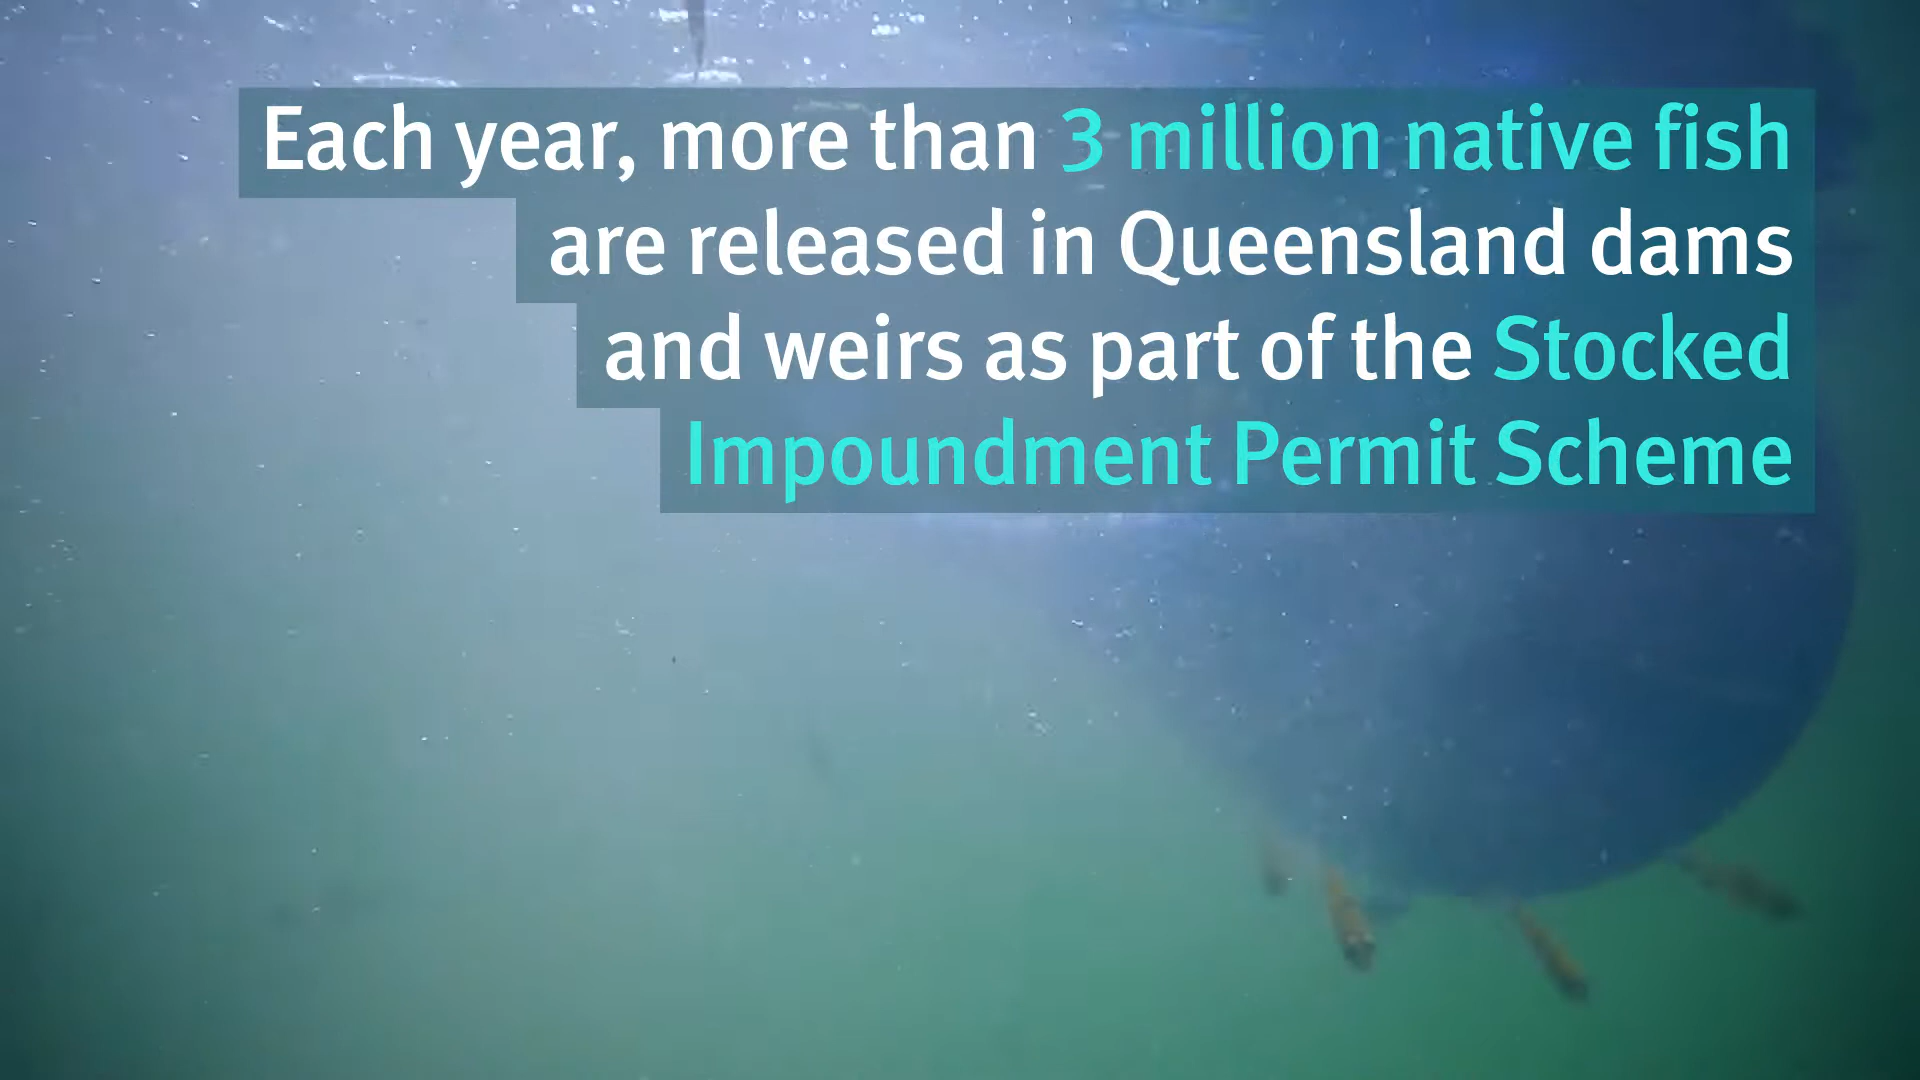 Each year, more than 3 million native fish
are released in Queensland dams
and weirs as part of the Stocked
Impoundment Permit Scheme